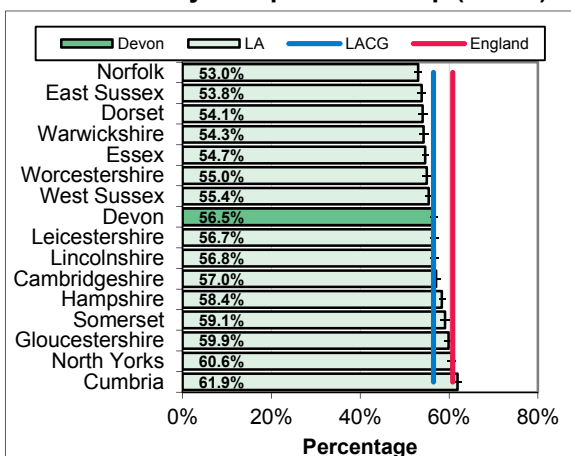 Devon LA LACG England
Norfolk 53.0%
East Sussex 53.8%
Dorset 54.1%
Warwickshire 54.3%
Essex 54.7%
Worcestershire 55.0%
West Sussex 55.4%
Devon 56.5%
Leicestershire 56.7%
Lincolnshire 56.8%
Cambridgeshire 57.0%
Hampshire 58.4%
Somerset 59.1%
Gloucestershire 59.9%
North Yorks 60.6%
Cumbria 61.9%
0% 20% 40% 60% 80%
Percentage